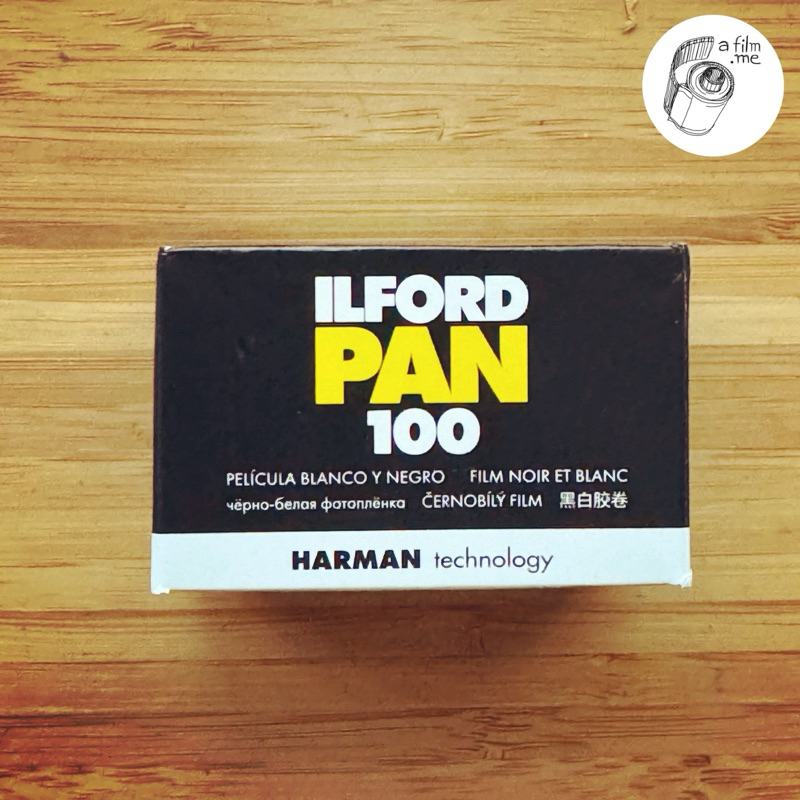 a film
.me
ILFORD
PAN
100
PELÍCULA BLANCO Y NEGRO FILM NOIR ET BLANC
чёрно-белая фотоплёнка ČERNOBÍLÝ FILM 黑白胶卷
HARMAN technology